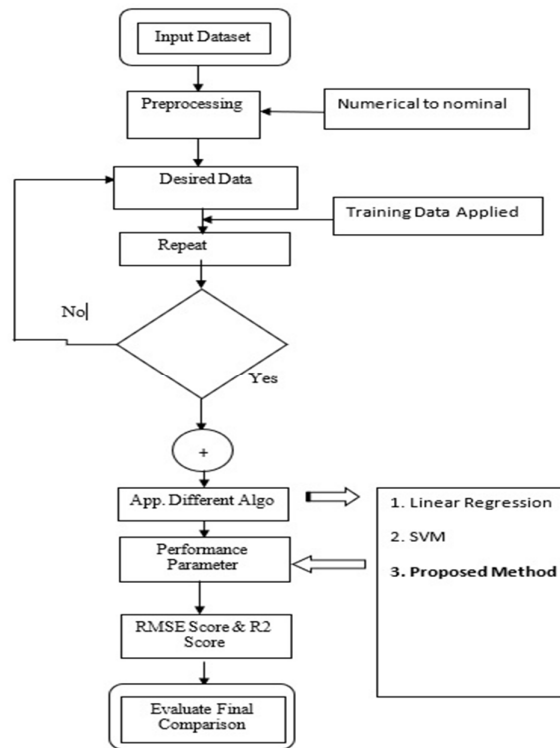 Input Dataset
Preprocessing
Numerical to nominal
Desired Data
Training Data Applied
Repeat
No
Yes
+
App. Different Algo
1. Linear Regression
2. SVM
3. Proposed Method
Performance
Parameter
RMSE Score & R2
Score
Evaluate Final
Comparison